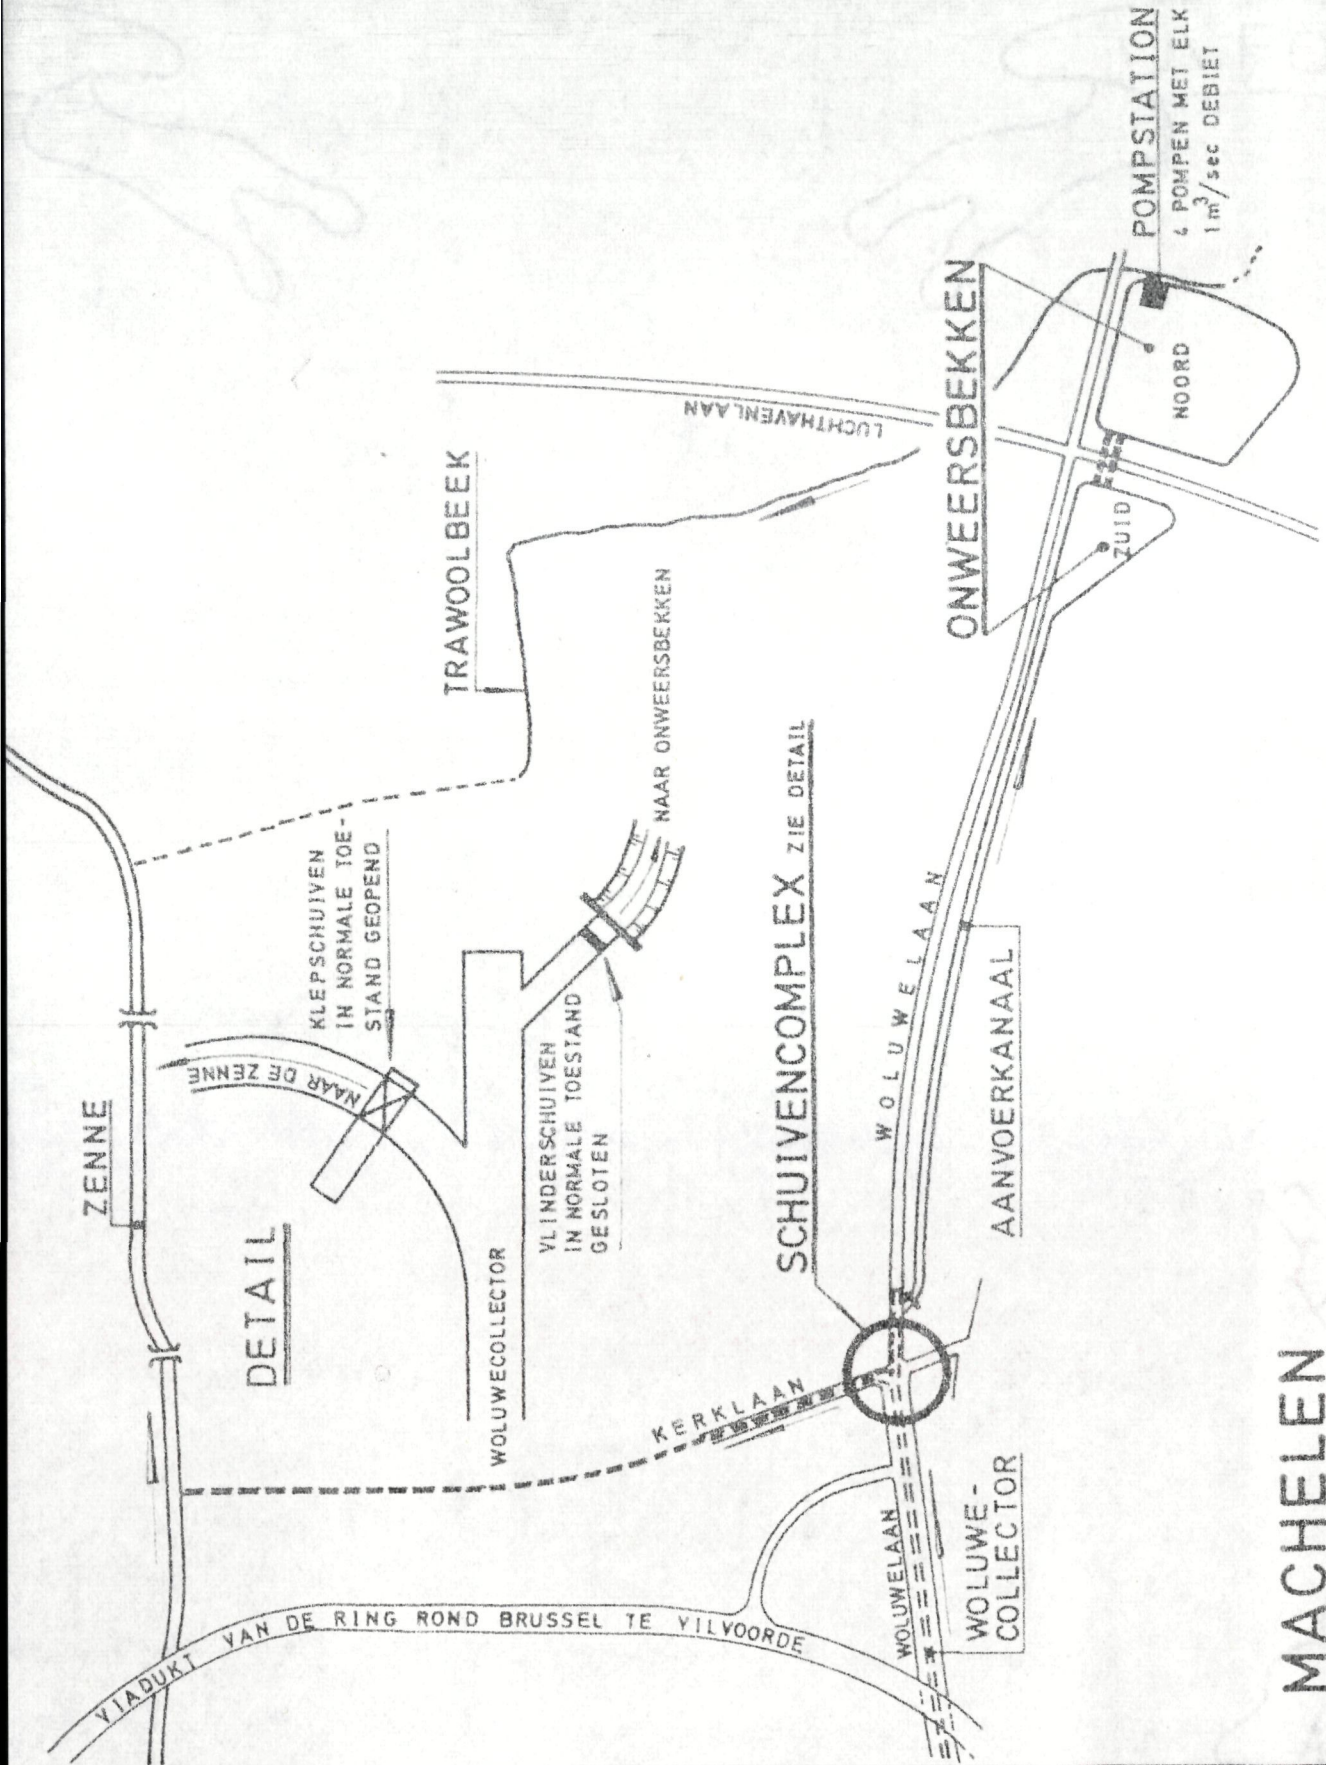 ZENNE
DETAIL
NAAR DE ZENNE
KLEPSCHUIVEN
IN NORMALE TOE-
STAND GEOPEND
TRAWOOLBEEK
WOLUWECOLLECTOR
VLINDERSCHUIVEN
IN NORMALE TOESTAND
GESLOTEN
NAAR ONWEERSBEKKEN
LUCHTHAVENLAAN
VIADUKT VAN DE RING ROND BRUSSEL TE VILVOORDE
KERKLAAN
SCHUIVENCOMPLEX ZIE DETAIL
WOLUWELAAN
WOLUWELAAN
WOLUWE-
COLLECTOR
AANVOERKANAAL
ONWEERSBEKKEN
ZUID
NOORD
POMPSTATION
4 POMPEN MET ELK
1m³/sec DEBIET
MACHELEN